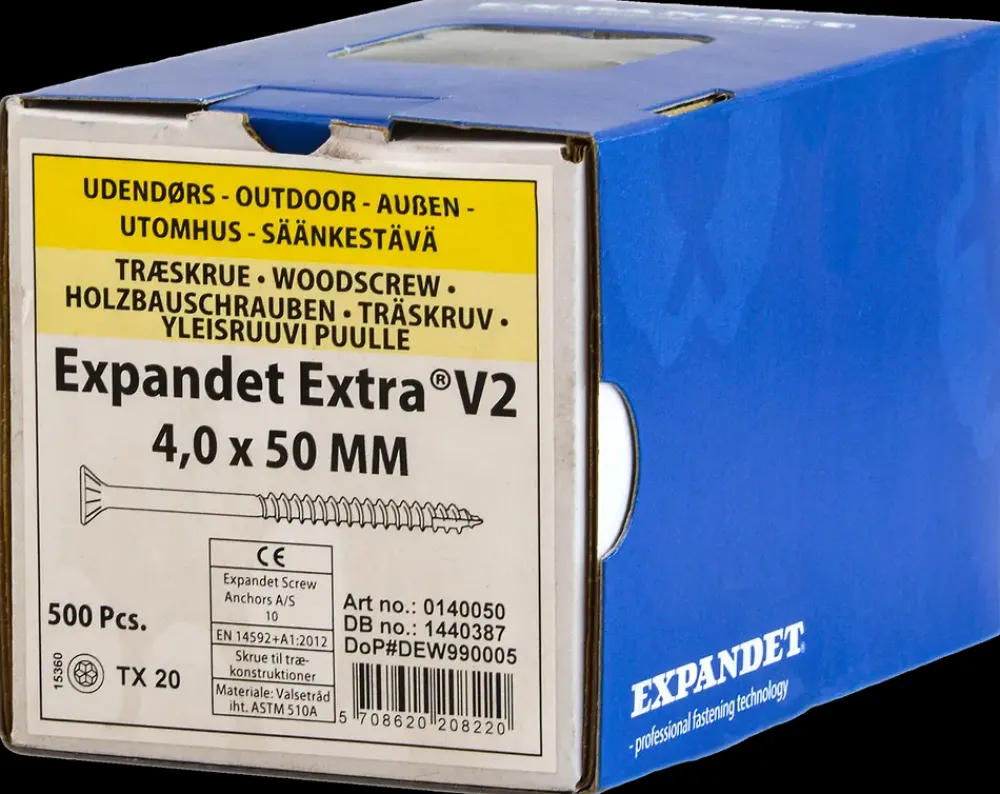 EXPANDET
UDENDØRS - OUTDOOR - AUßEN -
UTOMHUS - SÄÄNKESTÄVÄ
TRÆSKRUE • WOODSCREW •
HOLZBAUSCHRAUBEN • TRÄSKRUV •
YLEISRUUVI PUULLE
Expandet Extra® V2
4,0 x 50 MM
CE
Expandet Screw
Anchors A/S
10
EN 14592+A1:2012
Skrue til træ-
konstruktioner
Materiale: Valsetråd
iht. ASTM 510A
500 Pcs.
15360
TX 20
Art no.: 0140050
DB no.: 1440387
DoP#DEW990005
5 708620 208220
EXPANDET
- professional fastening technology